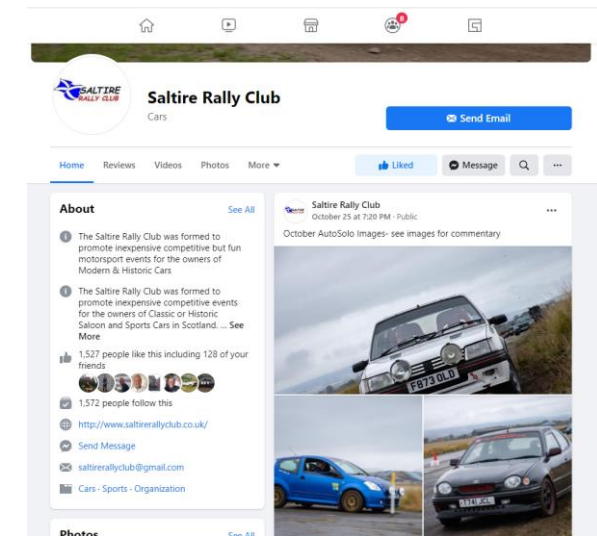 8
SALTIRE
RALLY CLUB
Saltire Rally Club
Cars
Send Email
Home Reviews Videos Photos More
Liked Message
About See All
The Saltire Rally Club was formed to
promote inexpensive competitive but fun
motorsport events for the owners of
Modern & Historic Cars
The Saltire Rally Club was formed to
promote inexpensive competitive events
for the owners of Classic or Historic
Saloon and Sports Cars in Scotland. ... See
More
1,527 people like this including 128 of your
friends
1,572 people follow this
http://www.saltirerallyclub.co.uk/
Send Message
saltirerallyclub@gmail.com
Cars · Sports · Organization
Photos See All
Saltire Rally Club
October 25 at 7:20 PM · Public
October AutoSolo Images- see images for commentary
F873 OLD
T741 JCL